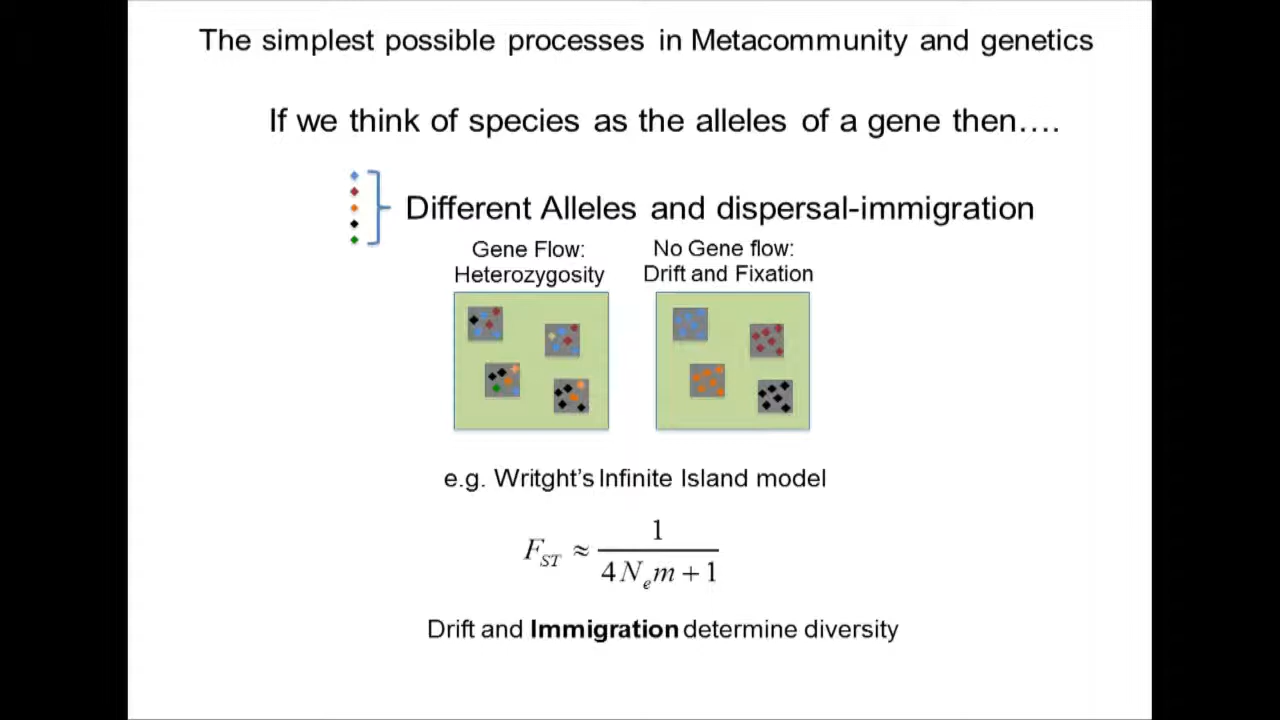 The simplest possible processes in Metacommunity and genetics
If we think of species as the alleles of a gene then….
Different Alleles and dispersal-immigration
Gene Flow:
Heterozygosity
No Gene flow:
Drift and Fixation
e.g. Writght’s Infinite Island model
F_ST ≈ 1 / (4N_e m + 1)
Drift and Immigration determine diversity